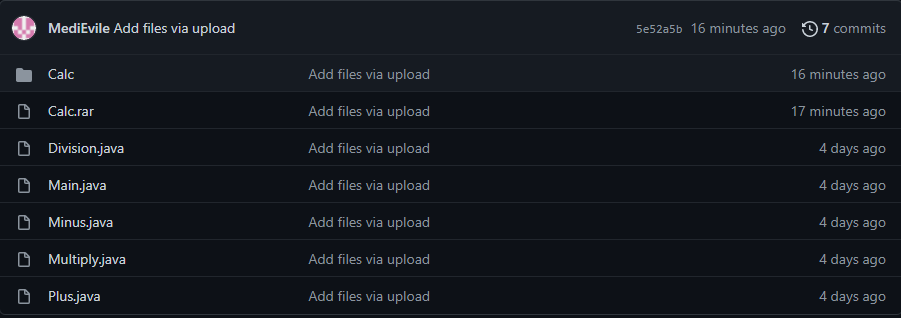 MediEvile Add files via upload 5e52a5b 16 minutes ago 7 commits
Calc Add files via upload 16 minutes ago
Calc.rar Add files via upload 17 minutes ago
Division.java Add files via upload 4 days ago
Main.java Add files via upload 4 days ago
Minus.java Add files via upload 4 days ago
Multiply.java Add files via upload 4 days ago
Plus.java Add files via upload 4 days ago